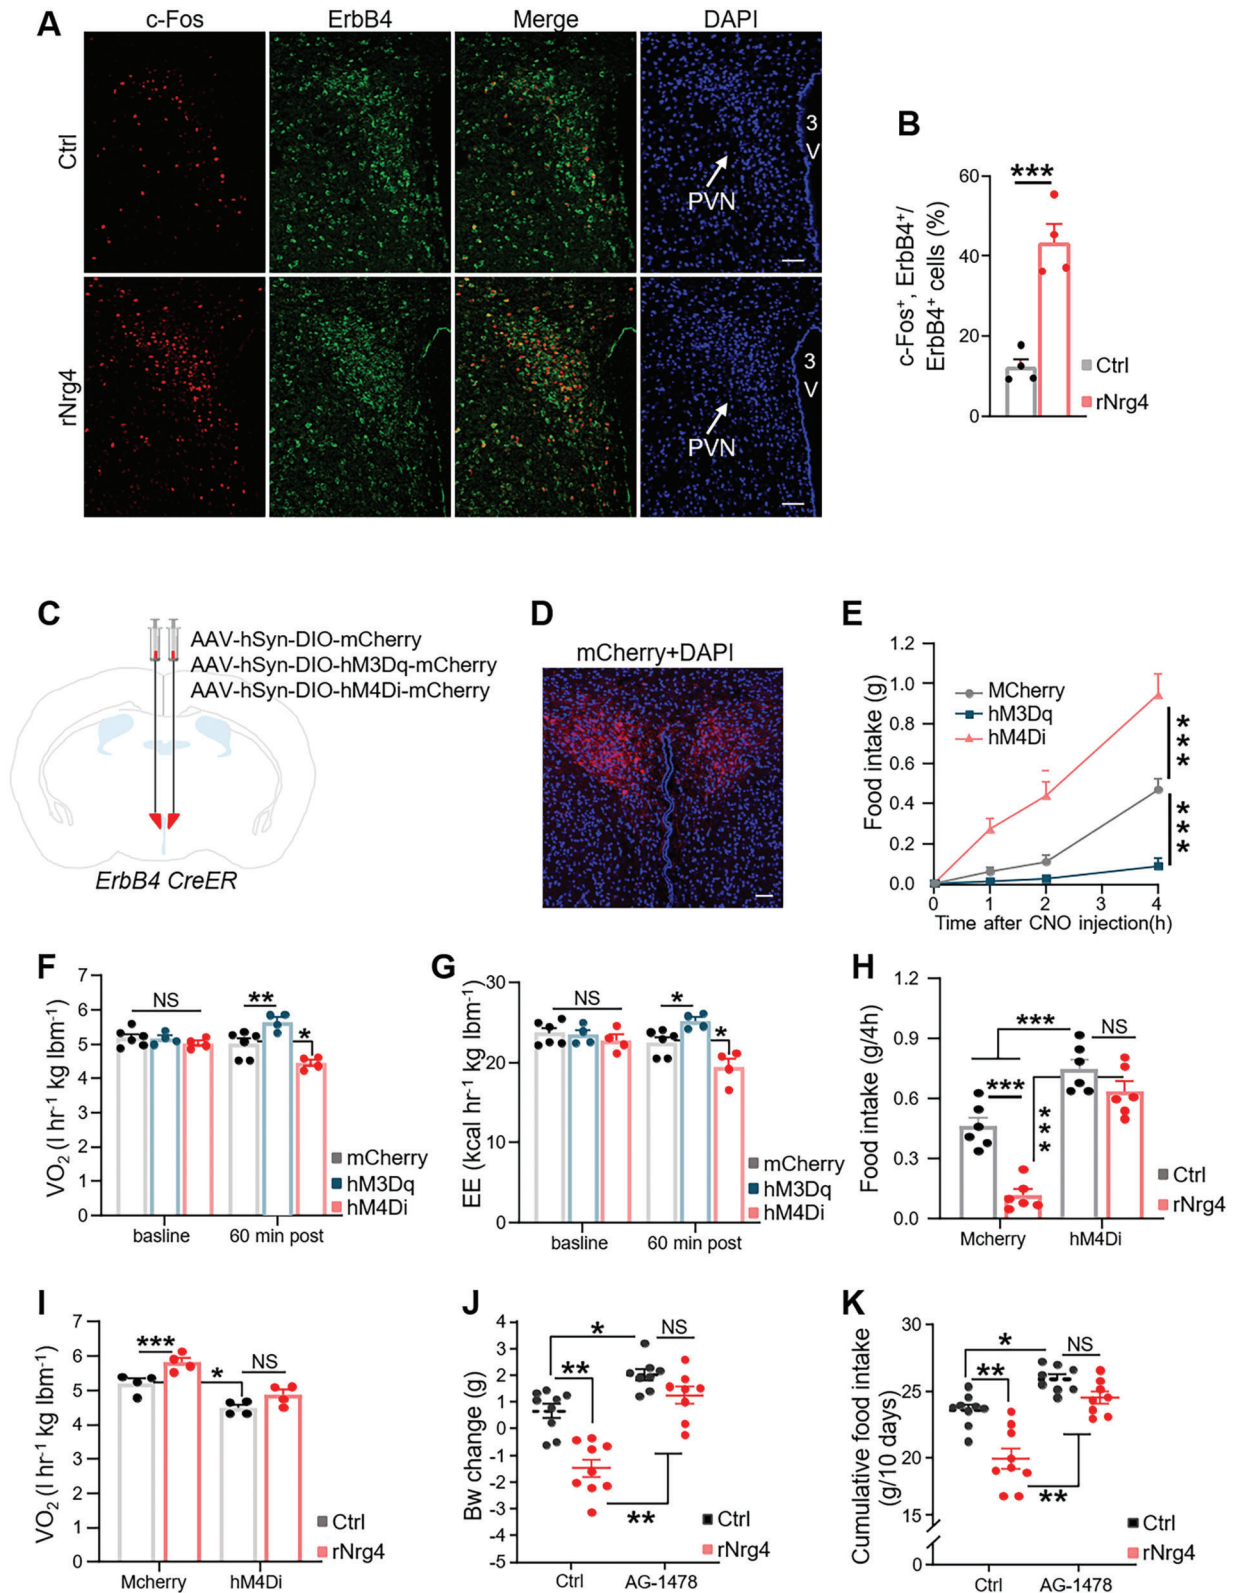 A
c-Fos
ErbB4
Merge
DAPI
Ctrl
3
V
PVN
rNrg4
3
V
PVN
B
***
60
40
20
0
c-Fos⁺, ErbB4⁺/
ErbB4⁺ cells (%)
Ctrl
rNrg4
C
AAV-hSyn-DIO-mCherry
AAV-hSyn-DIO-hM3Dq-mCherry
AAV-hSyn-DIO-hM4Di-mCherry
ErbB4 CreER
D
mCherry+DAPI
E
Food intake (g)
1.2
1.0
0.8
0.6
0.4
0.2
0.0
MCherry
hM3Dq
hM4Di
***
***
0 1 2 3 4
Time after CNO injection(h)
F
VO₂ (l hr⁻¹ kg lbm⁻¹)
7
6
5
4
3
2
1
0
NS
**
*
mCherry
hM3Dq
hM4Di
basline 60 min post
G
EE (kcal hr⁻¹ kg lbm⁻¹)
30
20
10
0
NS
*
*
mCherry
hM3Dq
hM4Di
basline 60 min post
H
Food intake (g/4h)
1.2
0.9
0.6
0.3
0.0
***
NS
***
***
Ctrl
rNrg4
Mcherry hM4Di
I
VO₂ (l hr⁻¹ kg lbm⁻¹)
7
6
5
4
3
2
1
0
***
*
NS
Ctrl
rNrg4
Mcherry hM4Di
J
Bw change (g)
4
3
2
1
0
-1
-2
-3
-4
-5
*
NS
**
**
Ctrl
rNrg4
Ctrl AG-1478
K
Cumulative food intake
(g/10 days)
30
25
20
15
0
*
NS
**
**
Ctrl
rNrg4
Ctrl AG-1478